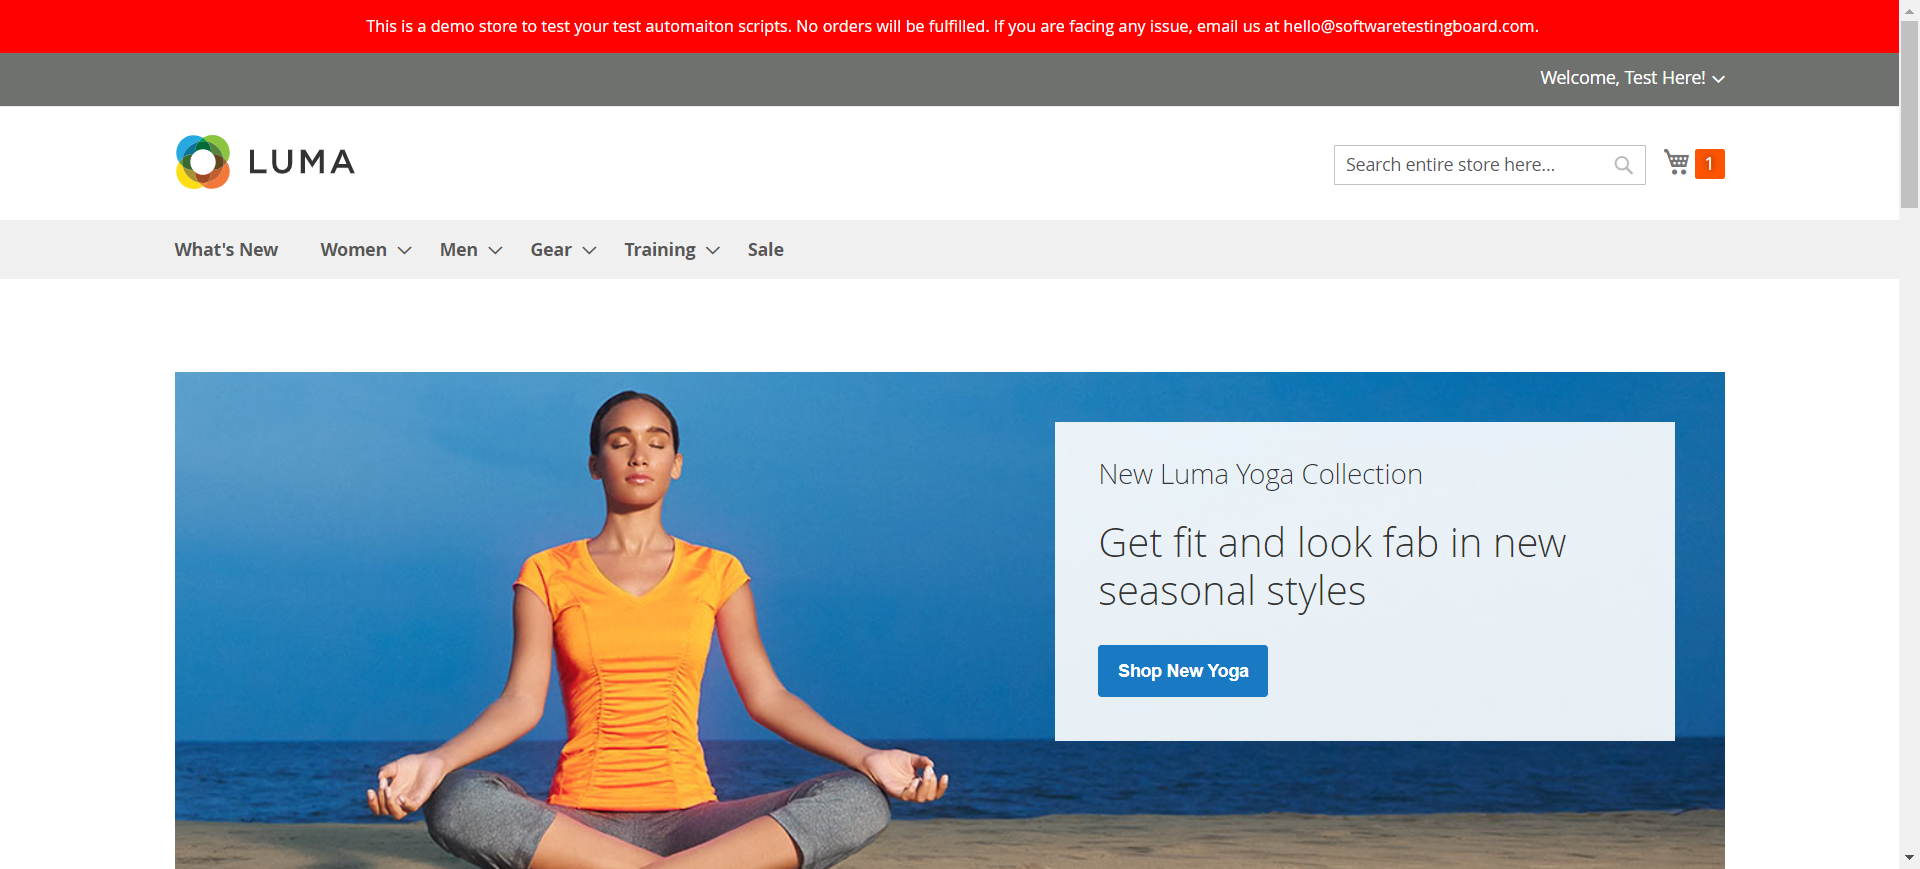 This is a demo store to test your test automaiton scripts. No orders will be fulfilled. If you are facing any issue, email us at hello@softwaretestingboard.com.
Welcome, Test Here!
LUMA
Search entire store here...
1
What's New Women Men Gear Training Sale
New Luma Yoga Collection
Get fit and look fab in new
seasonal styles
Shop New Yoga